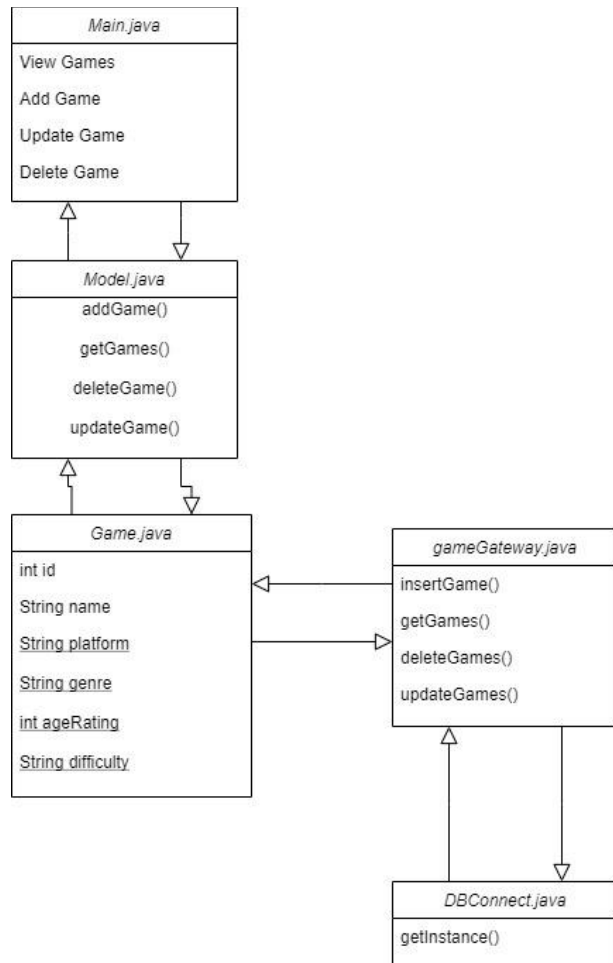 Main.java
View Games
Add Game
Update Game
Delete Game
Model.java
addGame()
getGames()
deleteGame()
updateGame()
Game.java
int id
String name
String platform
String genre
int ageRating
String difficulty
gameGateway.java
insertGame()
getGames()
deleteGames()
updateGames()
DBConnect.java
getInstance()